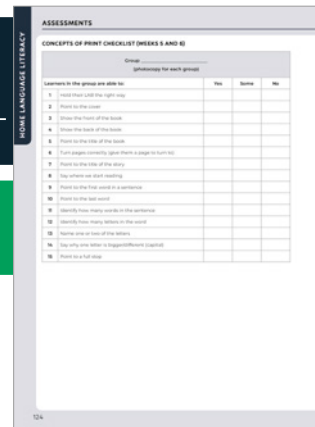 ASSESSMENTS
HOME LANGUAGE LITERACY
CONCEPTS OF PRINT CHECKLIST (WEEKS 5 AND 6)
Group
(photocopy for each group)
Learners in the group are able to: Yes Some No
1 Hold their LAB the right way
2 Point to the cover
3 Show the front of the book
4 Show the back of the book
5 Point to the title of the book
6 Turn pages correctly (give them a page to turn to)
7 Point to the title of the story
8 Say where we start reading
9 Point to the first word in a sentence
10 Point to the last word
11 Identify how many words in the sentence
12 Identify how many letters in the word
13 Name one or two of the letters
14 Say why one letter is bigger/different (capital)
15 Point to a full stop
124